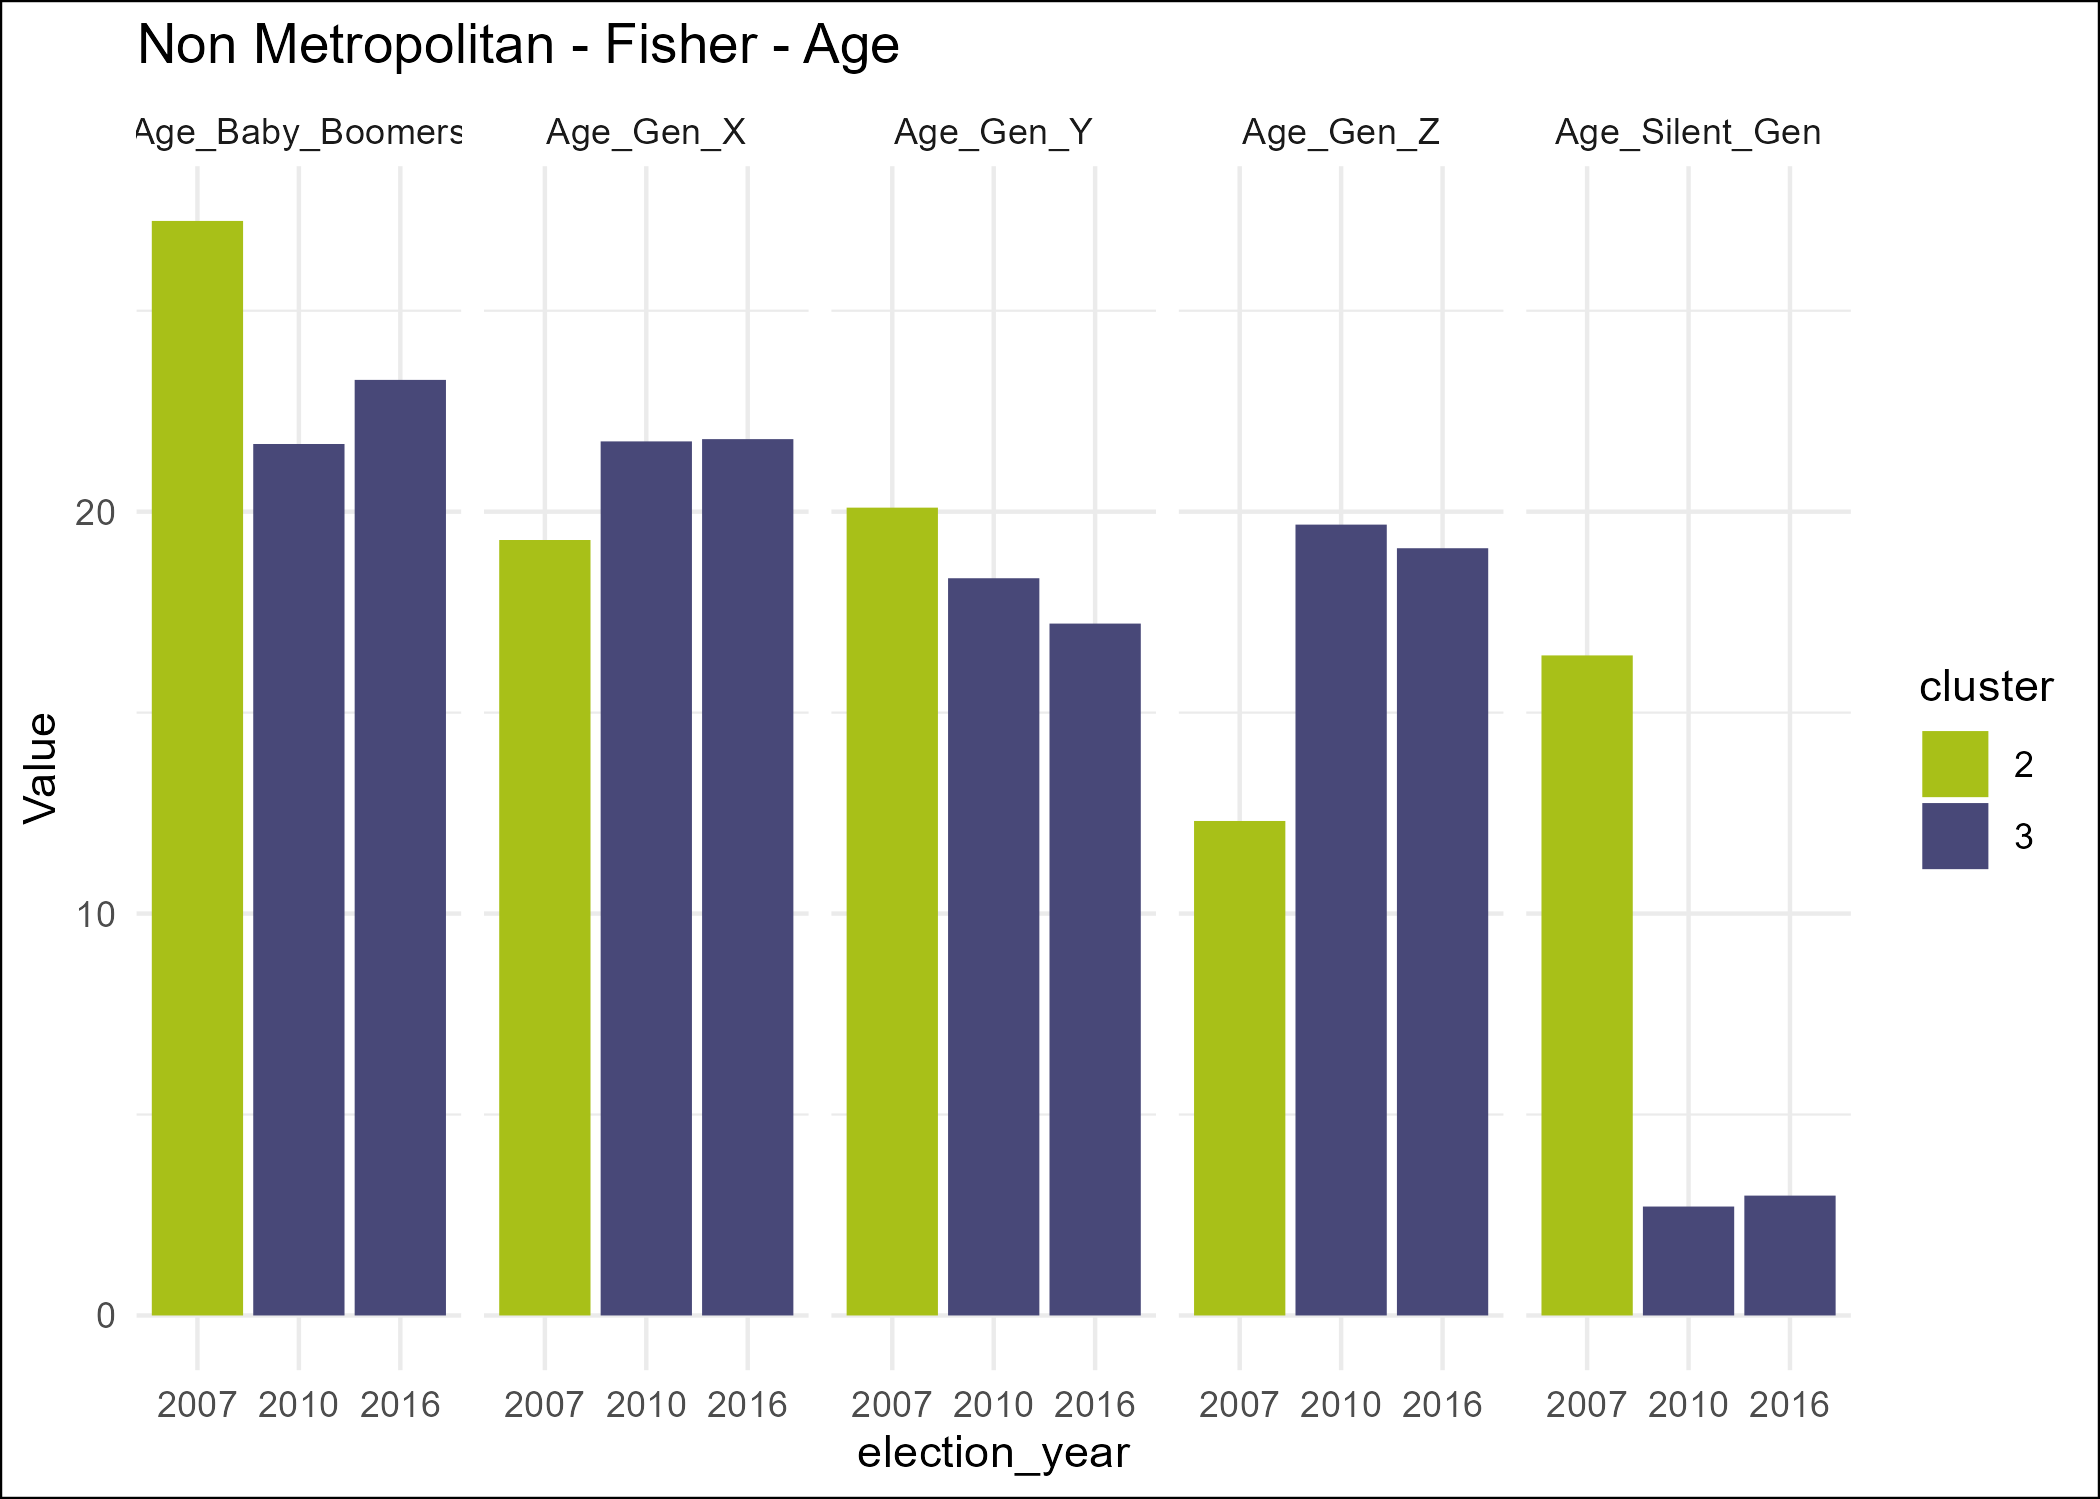 Non Metropolitan - Fisher - Age
Age_Baby_Boomers Age_Gen_X Age_Gen_Y Age_Gen_Z Age_Silent_Gen
20
10
0
Value
cluster
2
3
2007 2010 2016 2007 2010 2016 2007 2010 2016 2007 2010 2016 2007 2010 2016
election_year